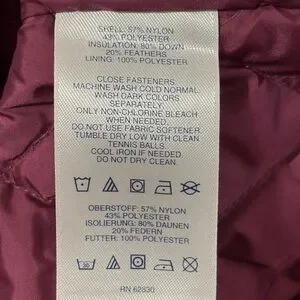 SHELL: 57% NYLON
43% POLYESTER
INSULATION: 80% DOWN
20% FEATHERS
LINING: 100% POLYESTER
CLOSE FASTENERS.
MACHINE WASH COLD NORMAL.
WASH DARK COLORS
SEPARATELY.
ONLY NON-CHLORINE BLEACH
WHEN NEEDED.
DO NOT USE FABRIC SOFTENER
TUMBLE DRY LOW WITH CLEAN
TENNIS BALLS.
COOL IRON IF NEEDED
DO NOT DRY CLEAN.
OBERSTOFF: 57% NYLON
43% POLYESTER
ISOLIERUNG: 80% DAUNEN
20% FEDERN
FUTTER: 100% POLYESTER
30
RN 62830